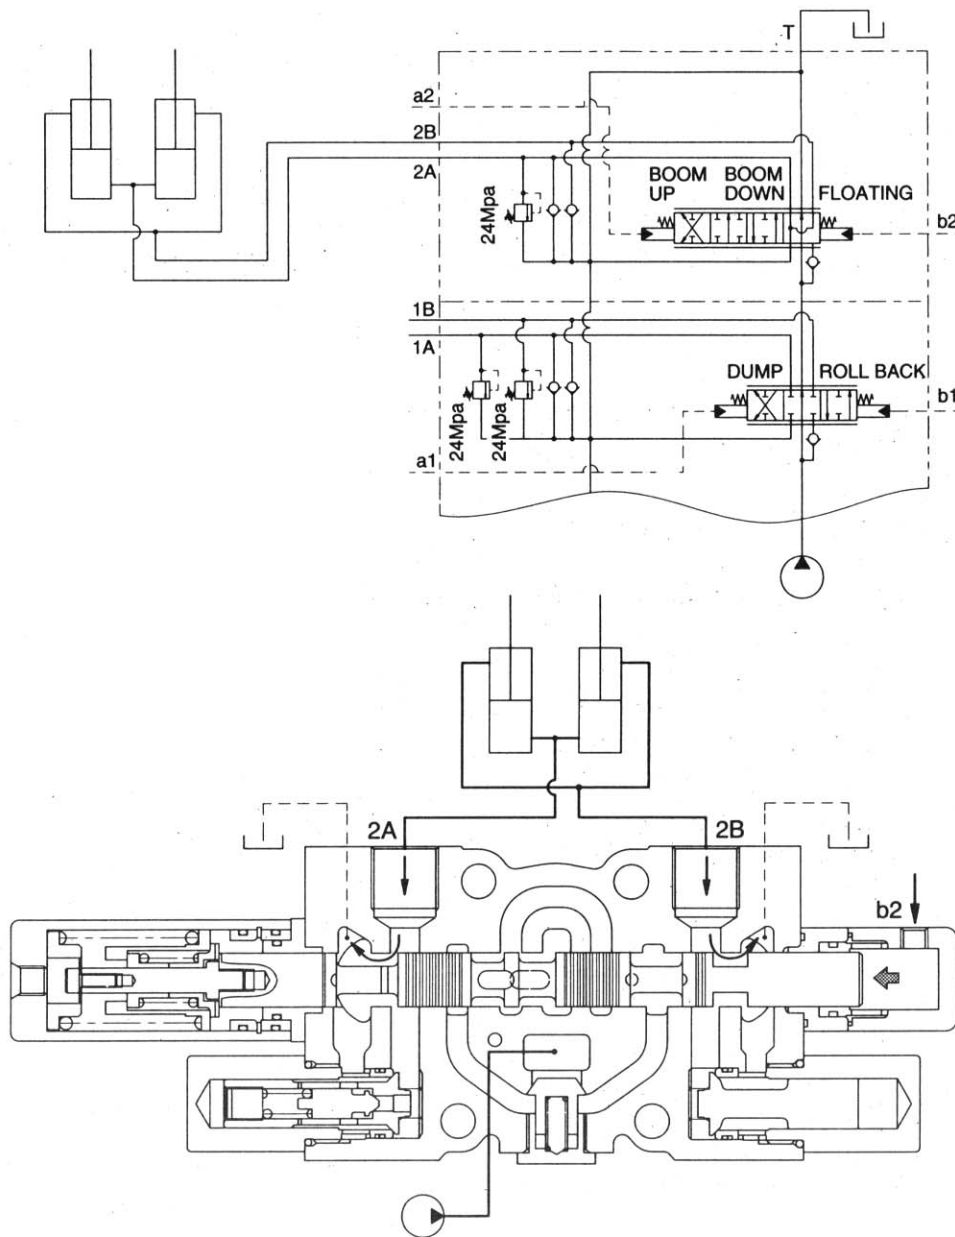 T
a2
2B
2A
BOOM UP
BOOM DOWN
FLOATING
24Mpa
b2
1B
1A
DUMP
ROLL BACK
24Mpa
24Mpa
b1
a1
2A
2B
b2